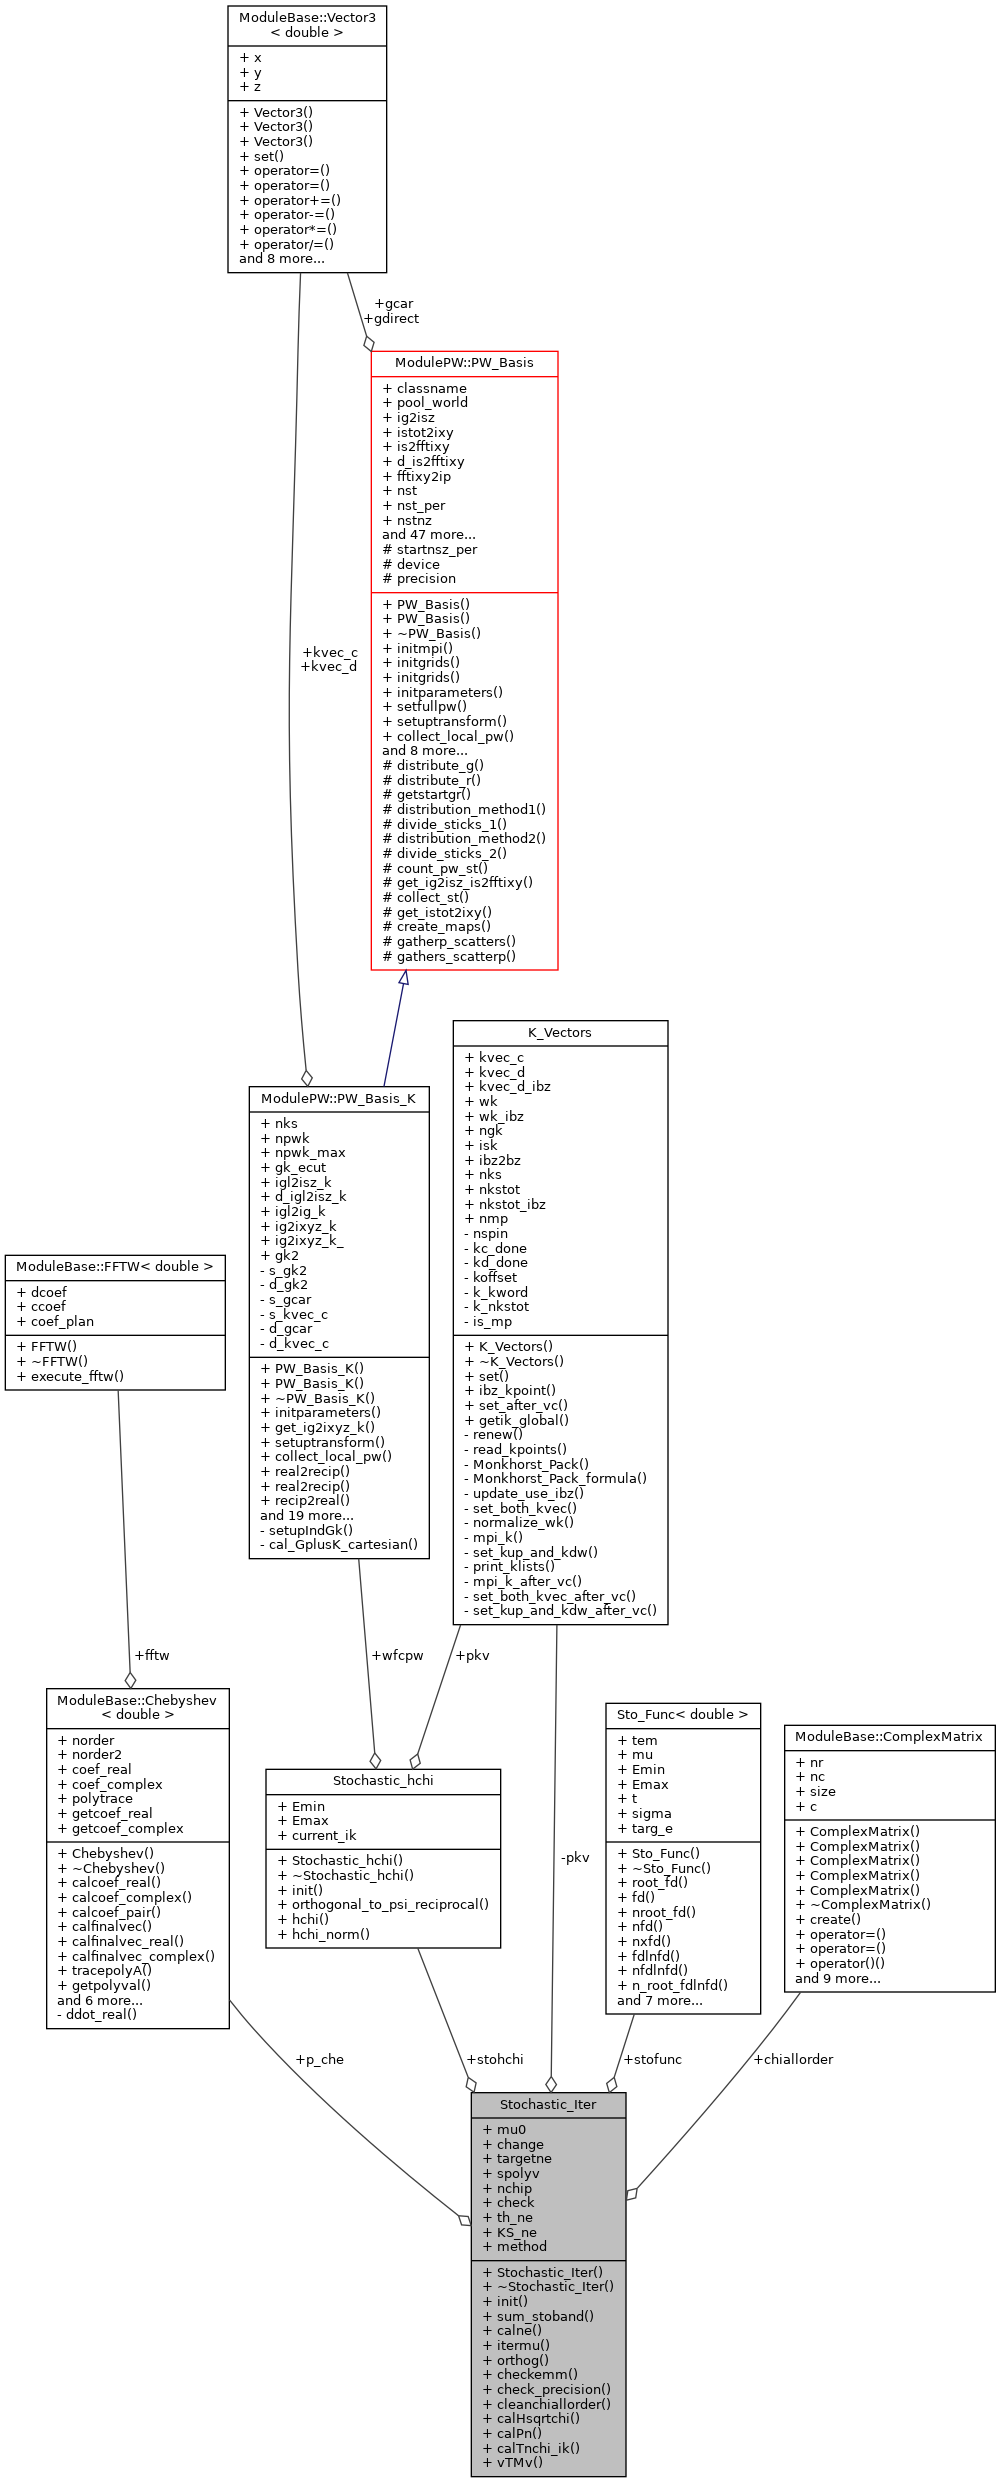 ModuleBase::Vector3
< double >
+ x
+ y
+ z
+ Vector3()
+ Vector3()
+ Vector3()
+ set()
+ operator=()
+ operator=()
+ operator+=()
+ operator-=()
+ operator*=()
+ operator/=()
and 8 more...
+gcar
+gdirect
ModulePW::PW_Basis
+ classname
+ pool_world
+ ig2isz
+ istot2ixy
+ is2fftixy
+ d_is2fftixy
+ fftixy2ip
+ nst
+ nst_per
+ nstnz
and 47 more...
# startnsz_per
# device
# precision
+ PW_Basis()
+ PW_Basis()
+ ~PW_Basis()
+ initmpi()
+ initgrids()
+ initgrids()
+ initparameters()
+ setfullpw()
+ setuptransform()
+ collect_local_pw()
and 8 more...
# distribute_g()
# distribute_r()
# getstartgr()
# distribution_method1()
# divide_sticks_1()
# distribution_method2()
# divide_sticks_2()
# count_pw_st()
# get_ig2isz_is2fftixy()
# collect_st()
# get_istot2ixy()
# create_maps()
# gatherp_scatters()
# gathers_scatterp()
+kvec_c
+kvec_d
K_Vectors
+ kvec_c
+ kvec_d
+ kvec_d_ibz
+ wk
+ wk_ibz
+ ngk
+ isk
+ ibz2bz
+ nks
+ nkstot
+ nkstot_ibz
+ nmp
- nspin
- kc_done
- kd_done
- koffset
- k_kword
- k_nkstot
- is_mp
+ K_Vectors()
+ ~K_Vectors()
+ set()
+ ibz_kpoint()
+ set_after_vc()
+ getik_global()
- renew()
- read_kpoints()
- Monkhorst_Pack()
- Monkhorst_Pack_formula()
- update_use_ibz()
- set_both_kvec()
- normalize_wk()
- mpi_k()
- set_kup_and_kdw()
- print_klists()
- mpi_k_after_vc()
- set_both_kvec_after_vc()
- set_kup_and_kdw_after_vc()
ModulePW::PW_Basis_K
+ nks
+ npwk
+ npwk_max
+ gk_ecut
+ igl2isz_k
+ d_igl2isz_k
+ igl2ig_k
+ ig2ixyz_k
+ ig2ixyz_k_
+ gk2
- s_gk2
- d_gk2
- s_gcar
- s_kvec_c
- d_gcar
- d_kvec_c
+ PW_Basis_K()
+ PW_Basis_K()
+ ~PW_Basis_K()
+ initparameters()
+ get_ig2ixyz_k()
+ setuptransform()
+ collect_local_pw()
+ real2recip()
+ real2recip()
+ recip2real()
and 19 more...
- setupIndGk()
- cal_GplusK_cartesian()
ModuleBase::FFTW< double >
+ dcoef
+ ccoef
+ coef_plan
+ FFTW()
+ ~FFTW()
+ execute_fftw()
+fftw
+wfcpw
+pkv
ModuleBase::Chebyshev
< double >
+ norder
+ norder2
+ coef_real
+ coef_complex
+ polytrace
+ getcoef_real
+ getcoef_complex
+ Chebyshev()
+ ~Chebyshev()
+ calcoef_real()
+ calcoef_complex()
+ calcoef_pair()
+ calfinalvec()
+ calfinalvec_real()
+ calfinalvec_complex()
+ tracepolyA()
+ getpolyval()
and 6 more...
- ddot_real()
Stochastic_hchi
+ Emin
+ Emax
+ current_ik
+ Stochastic_hchi()
+ ~Stochastic_hchi()
+ init()
+ orthogonal_to_psi_reciprocal()
+ hchi()
+ hchi_norm()
-pkv
Sto_Func< double >
+ tem
+ mu
+ Emin
+ Emax
+ t
+ sigma
+ targ_e
+ Sto_Func()
+ ~Sto_Func()
+ root_fd()
+ fd()
+ nroot_fd()
+ nfd()
+ nxfd()
+ fdlnfd()
+ nfdlnfd()
+ n_root_fdlnfd()
and 7 more...
ModuleBase::ComplexMatrix
+ nr
+ nc
+ size
+ c
+ ComplexMatrix()
+ ComplexMatrix()
+ ComplexMatrix()
+ ComplexMatrix()
+ ComplexMatrix()
+ ~ComplexMatrix()
+ create()
+ operator=()
+ operator=()
+ operator()()
and 9 more...
+p_che
+stohchi
+stofunc
+chiallorder
Stochastic_Iter
+ mu0
+ change
+ targetne
+ spolyv
+ nchip
+ check
+ th_ne
+ KS_ne
+ method
+ Stochastic_Iter()
+ ~Stochastic_Iter()
+ init()
+ sum_stoband()
+ calne()
+ itermu()
+ orthog()
+ checkemm()
+ check_precision()
+ cleanchiallorder()
+ calHsqrtchi()
+ calPn()
+ calTnchi_ik()
+ vTMv()